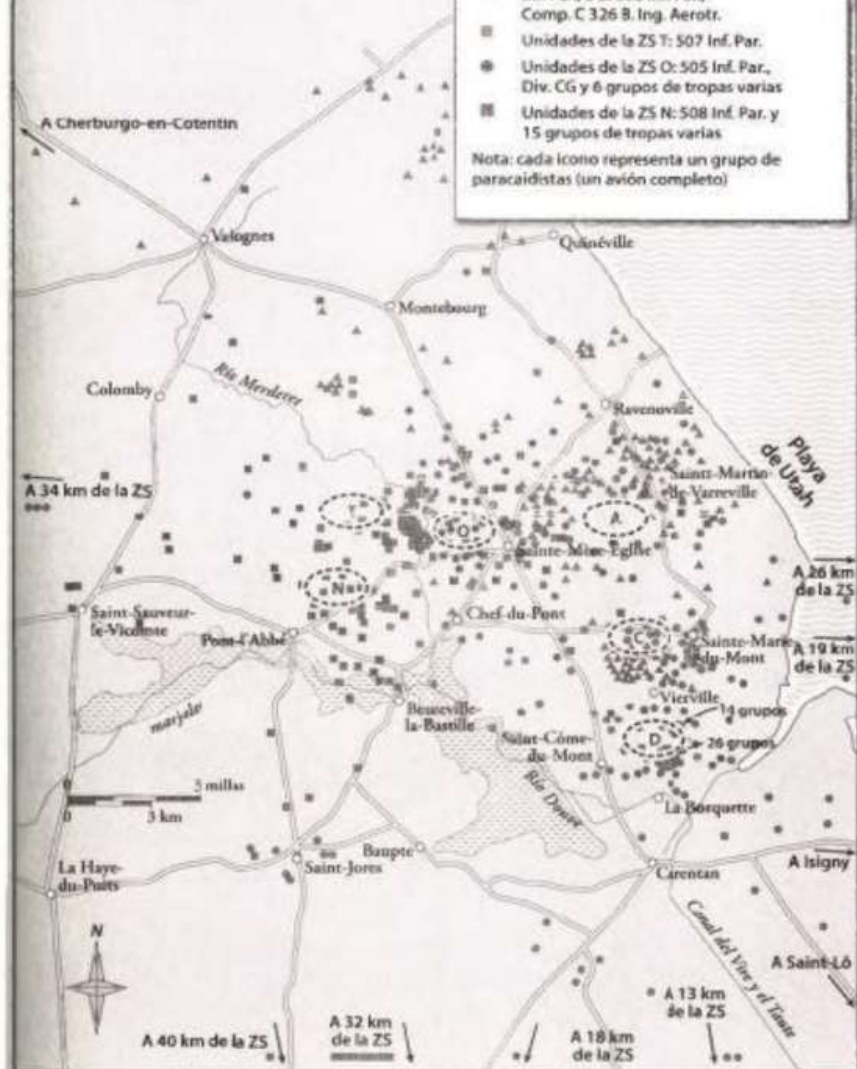 Comp. C 326 B. Ing. Aerotr.
Unidades de la ZS T: 507 Inf. Par.
Unidades de la ZS O: 505 Inf. Par.,
Div. CG y 6 grupos de tropas varias
Unidades de la ZS N: 508 Inf. Par. y
15 grupos de tropas varias
Nota: cada icono representa un grupo de
paracaidistas (un avión completo)
A Cherburgo-en-Cotentin
Valognes
Quinéville
Montebourg
Colomby
Río Merderet
Ravenoville
Playa
de Utah
Saint-Martin-
de-Varreville
A 34 km de la ZS
T
O
A
Sainte-Mère-Église
A 26 km
de la ZS
N
Saint-Sauveur-
le-Vicomte
Pont-l'Abbé
Chef-du-Pont
C
Sainte-Marie-
du-Mont
A 19 km
de la ZS
Vierville
marjales
Beuzeville-
la-Bastille
14 grupos
Saint-Côme-
du-Mont
D
26 grupos
Río Douve
0
5 millas
0
3 km
La Barquette
La Haye-
du-Puits
Saint-Jores
Baupte
Carentan
A Isigny
N
Canal del Vire y el Taute
A Saint-Lô
A 40 km de la ZS
A 32 km
de la ZS
A 18 km
de la ZS
A 13 km
de la ZS